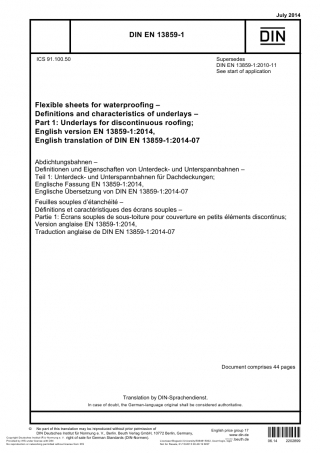 July 2014
DIN EN 13859-1
DIN
ICS 91.100.50
Supersedes
DIN EN 13859-1:2010-11
See start of application
Flexible sheets for waterproofing –
Definitions and characteristics of underlays –
Part 1: Underlays for discontinuous roofing;
English version EN 13859-1:2014,
English translation of DIN EN 13859-1:2014-07
Abdichtungsbahnen –
Definitionen und Eigenschaften von Unterdeck- und Unterspannbahnen –
Teil 1: Unterdeck- und Unterspannbahnen für Dachdeckungen;
Englische Fassung EN 13859-1:2014,
Englische Übersetzung von DIN EN 13859-1:2014-07
Feuilles souples d'étanchéité –
Définitions et caractéristiques des écrans souples –
Partie 1: Écrans souples de sous-toiture pour couverture en petits éléments discontinus;
Version anglaise EN 13859-1:2014,
Traduction anglaise de DIN EN 13859-1:2014-07
Document comprises 44 pages
Translation by DIN-Sprachendienst.
In case of doubt, the German-language original shall be considered authoritative.
© No part of this translation may be reproduced without prior permission of
DIN Deutsches Institut für Normung e. V., Berlin. Beuth Verlag GmbH, 10772 Berlin, Germany,
right of sale for German Standards (DIN-Normen).
English price group 17
www.din.de
www.beuth.de